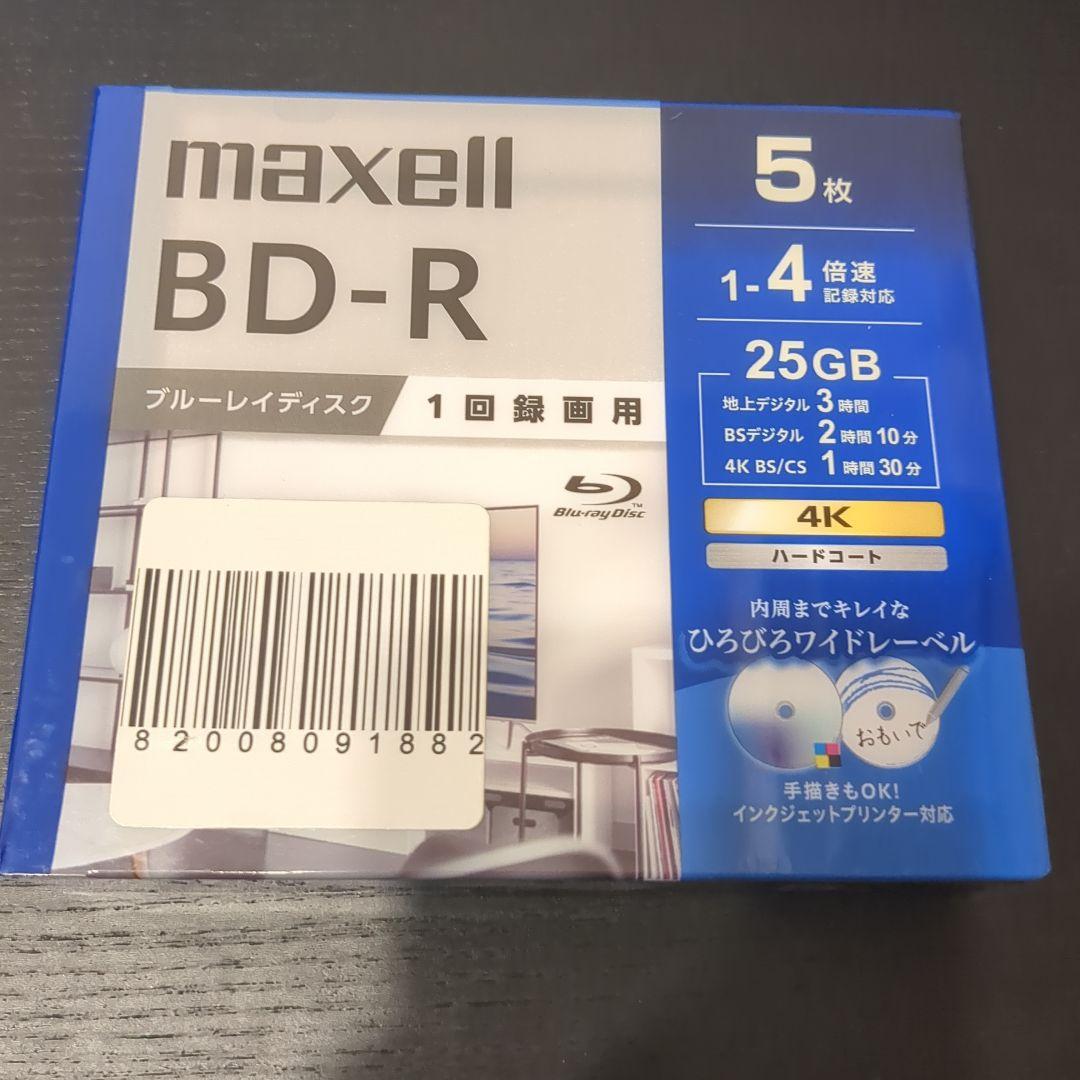 maxell
BD-R
ブルーレイディスク
1回録画用
Blu-ray Disc
TM
82008091882
5枚
1-4倍速
記録対応
25GB
地上デジタル 3時間
BSデジタル 2時間10分
4K BS/CS 1時間30分
4K
ハードコート
内周までキレイな
ひろびろワイドレーベル
おもいで
手描きもOK!
インクジェットプリンター対応